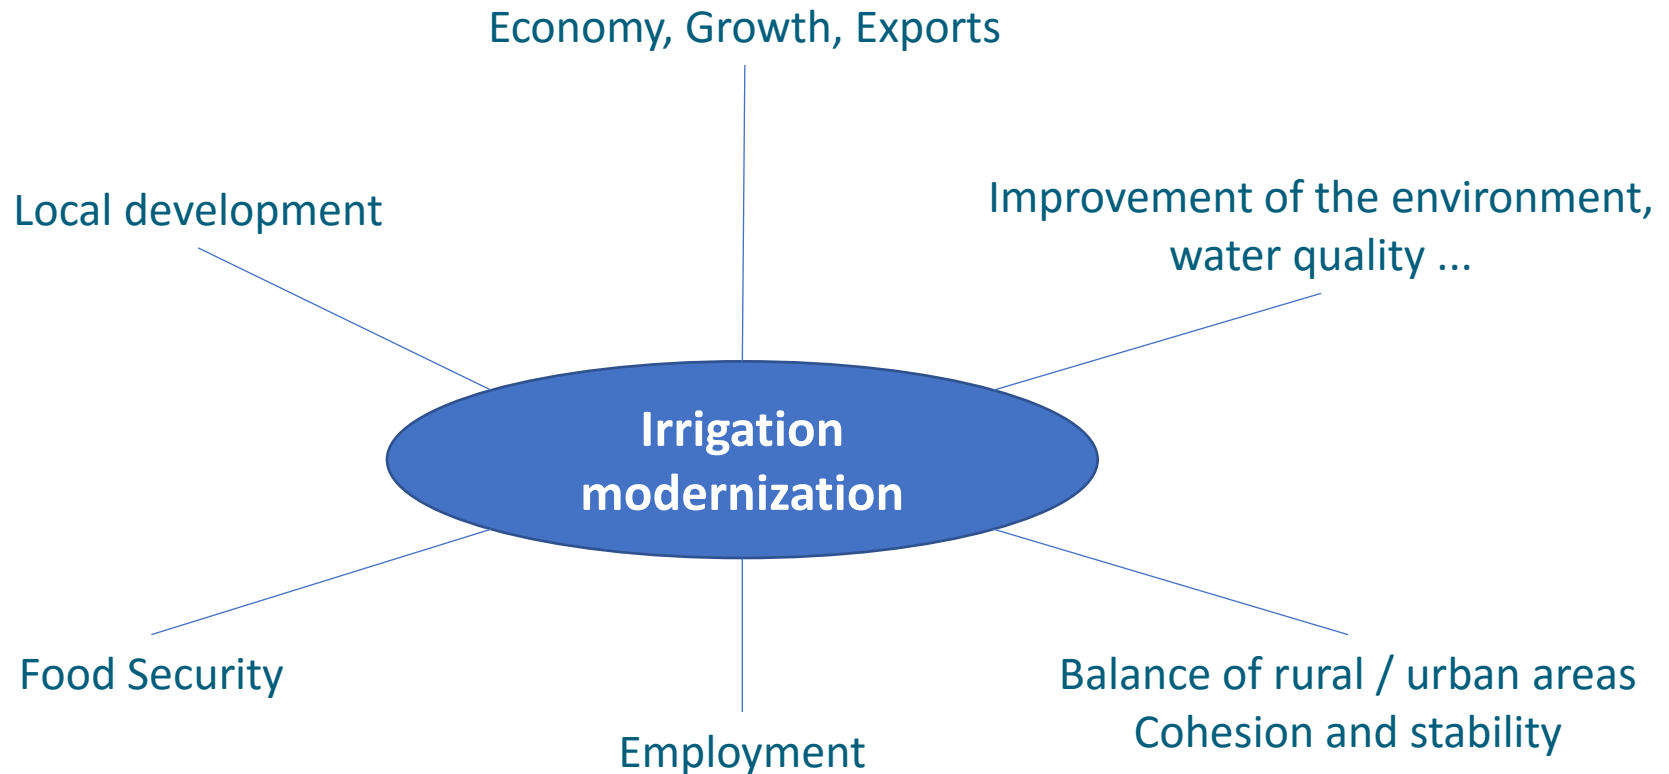 Economy, Growth, Exports
Local development
Improvement of the environment,
water quality ...
Irrigation
modernization
Food Security
Balance of rural / urban areas
Cohesion and stability
Employment